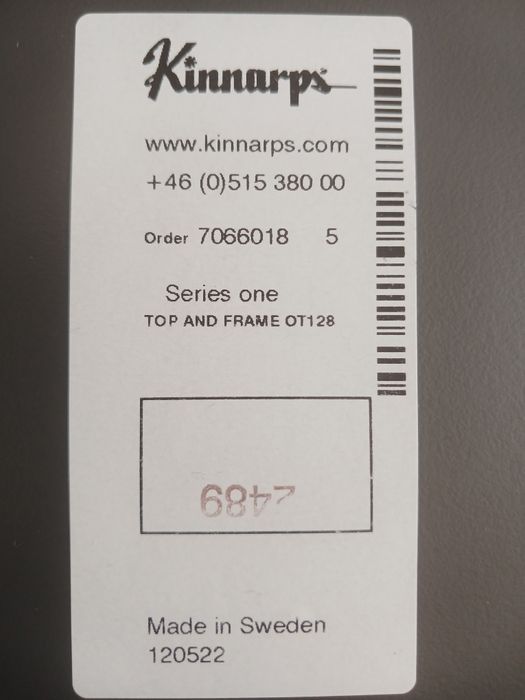 Kinnarps
www.kinnarps.com
+46 (0)515 380 00
Order 7066018 5
Series one
TOP AND FRAME OT128
2489
Made in Sweden
120522